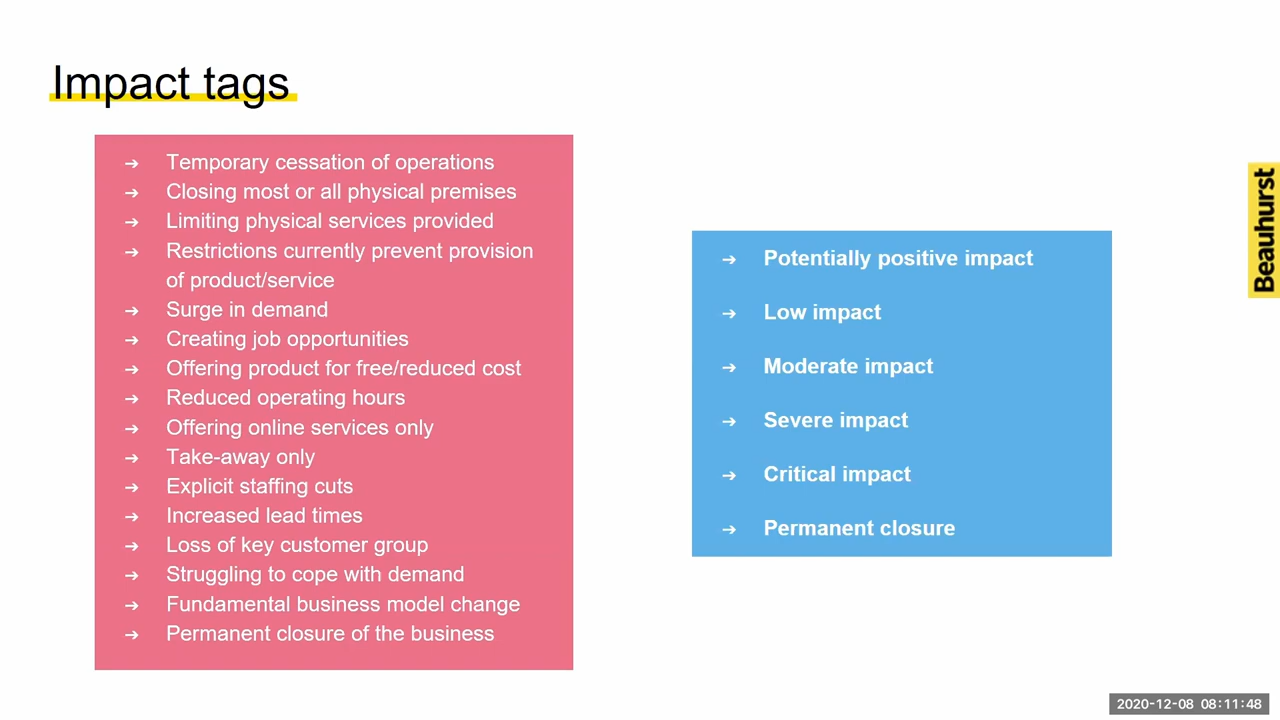 Impact tags
➔ Temporary cessation of operations
➔ Closing most or all physical premises
➔ Limiting physical services provided
➔ Restrictions currently prevent provision
of product/service
➔ Surge in demand
➔ Creating job opportunities
➔ Offering product for free/reduced cost
➔ Reduced operating hours
➔ Offering online services only
➔ Take-away only
➔ Explicit staffing cuts
➔ Increased lead times
➔ Loss of key customer group
➔ Struggling to cope with demand
➔ Fundamental business model change
➔ Permanent closure of the business
➔ Potentially positive impact
➔ Low impact
➔ Moderate impact
➔ Severe impact
➔ Critical impact
➔ Permanent closure
Beauhurst
2020-12-08 08:11:48